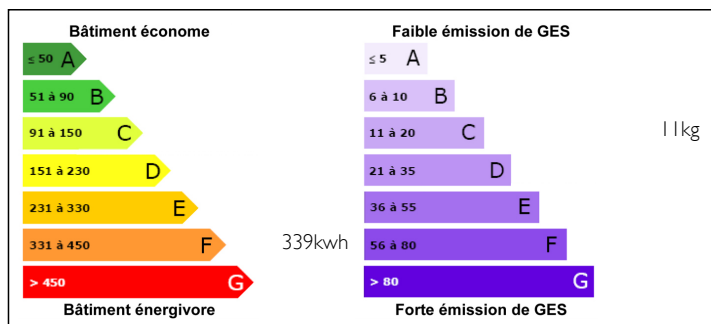 Bâtiment économe
≤ 50 A
51 à 90 B
91 à 150 C
151 à 230 D
231 à 330 E
331 à 450 F
339kwh
> 450 G
Bâtiment énergivore
Faible émission de GES
≤ 5 A
6 à 10 B
11 à 20 C
11kg
21 à 35 D
36 à 55 E
56 à 80 F
> 80 G
Forte émission de GES